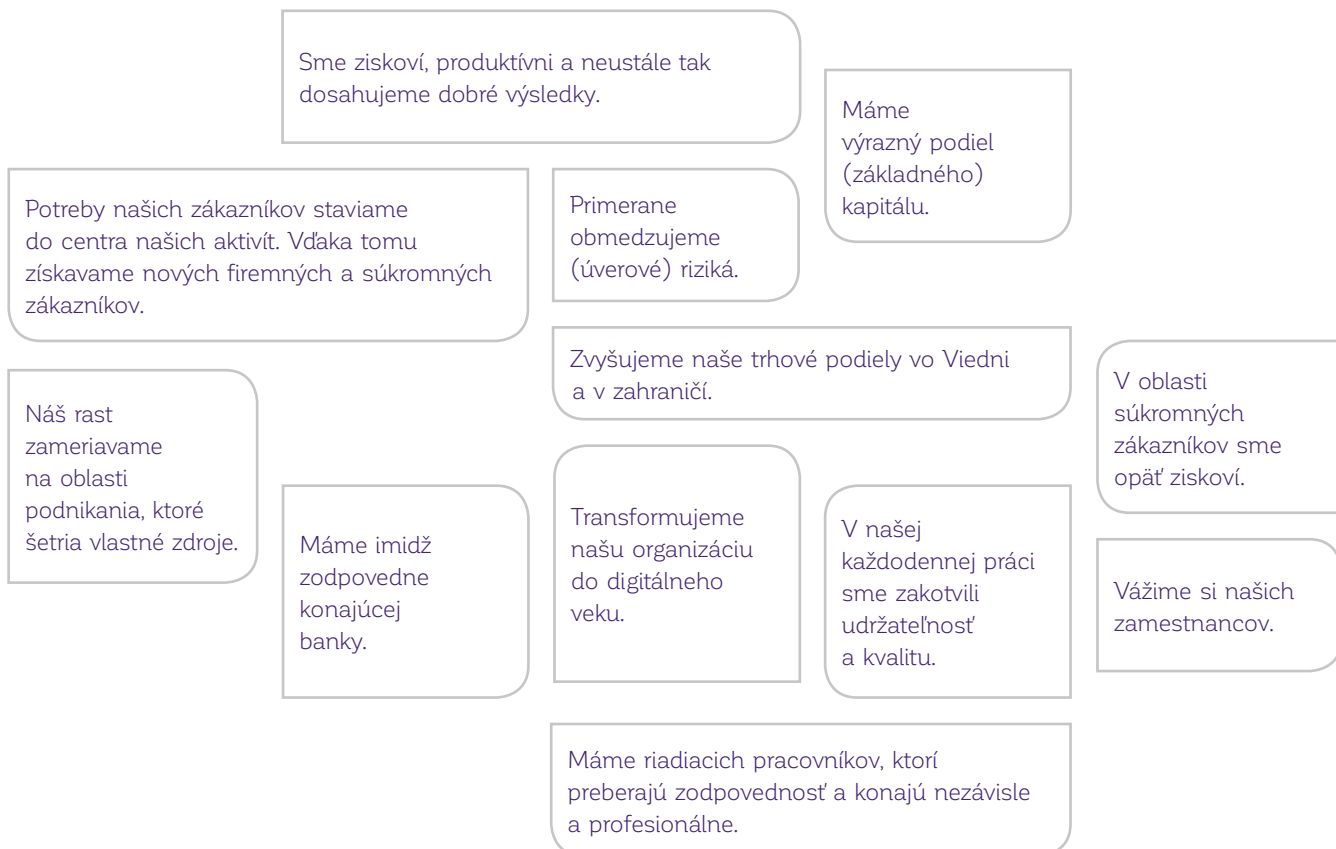 Sme ziskoví, produktívni a neustále tak
dosahujeme dobré výsledky.
Máme
výrazný podiel
(základného)
kapitálu.
Potreby našich zákazníkov staviame
do centra našich aktivít. Vďaka tomu
získavame nových firemných a súkromných
zákazníkov.
Primerane
obmedzujeme
(úverové) riziká.
Zvyšujeme naše trhové podiely vo Viedni
a v zahraničí.
V oblasti
súkromných
zákazníkov sme
opäť ziskoví.
Náš rast
zameriavame
na oblasti
podnikania, ktoré
šetria vlastné zdroje.
Máme imidž
zodpovedne
konajúcej
banky.
Transformujeme
našu organizáciu
do digitálneho
veku.
V našej
každodennej práci
sme zakotvili
udržateľnosť
a kvalitu.
Vážime si našich
zamestnancov.
Máme riadiacich pracovníkov, ktorí
preberajú zodpovednosť a konajú nezávisle
a profesionálne.